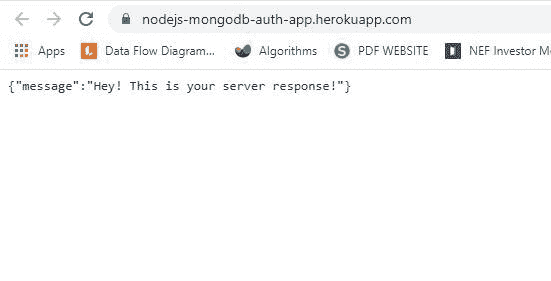 nodejs-mongodb-auth-app.herokuapp.com
Apps Data Flow Diagram... Algorithms S PDF WEBSITE NEF Investor M
{"message":"Hey! This is your server response!"}